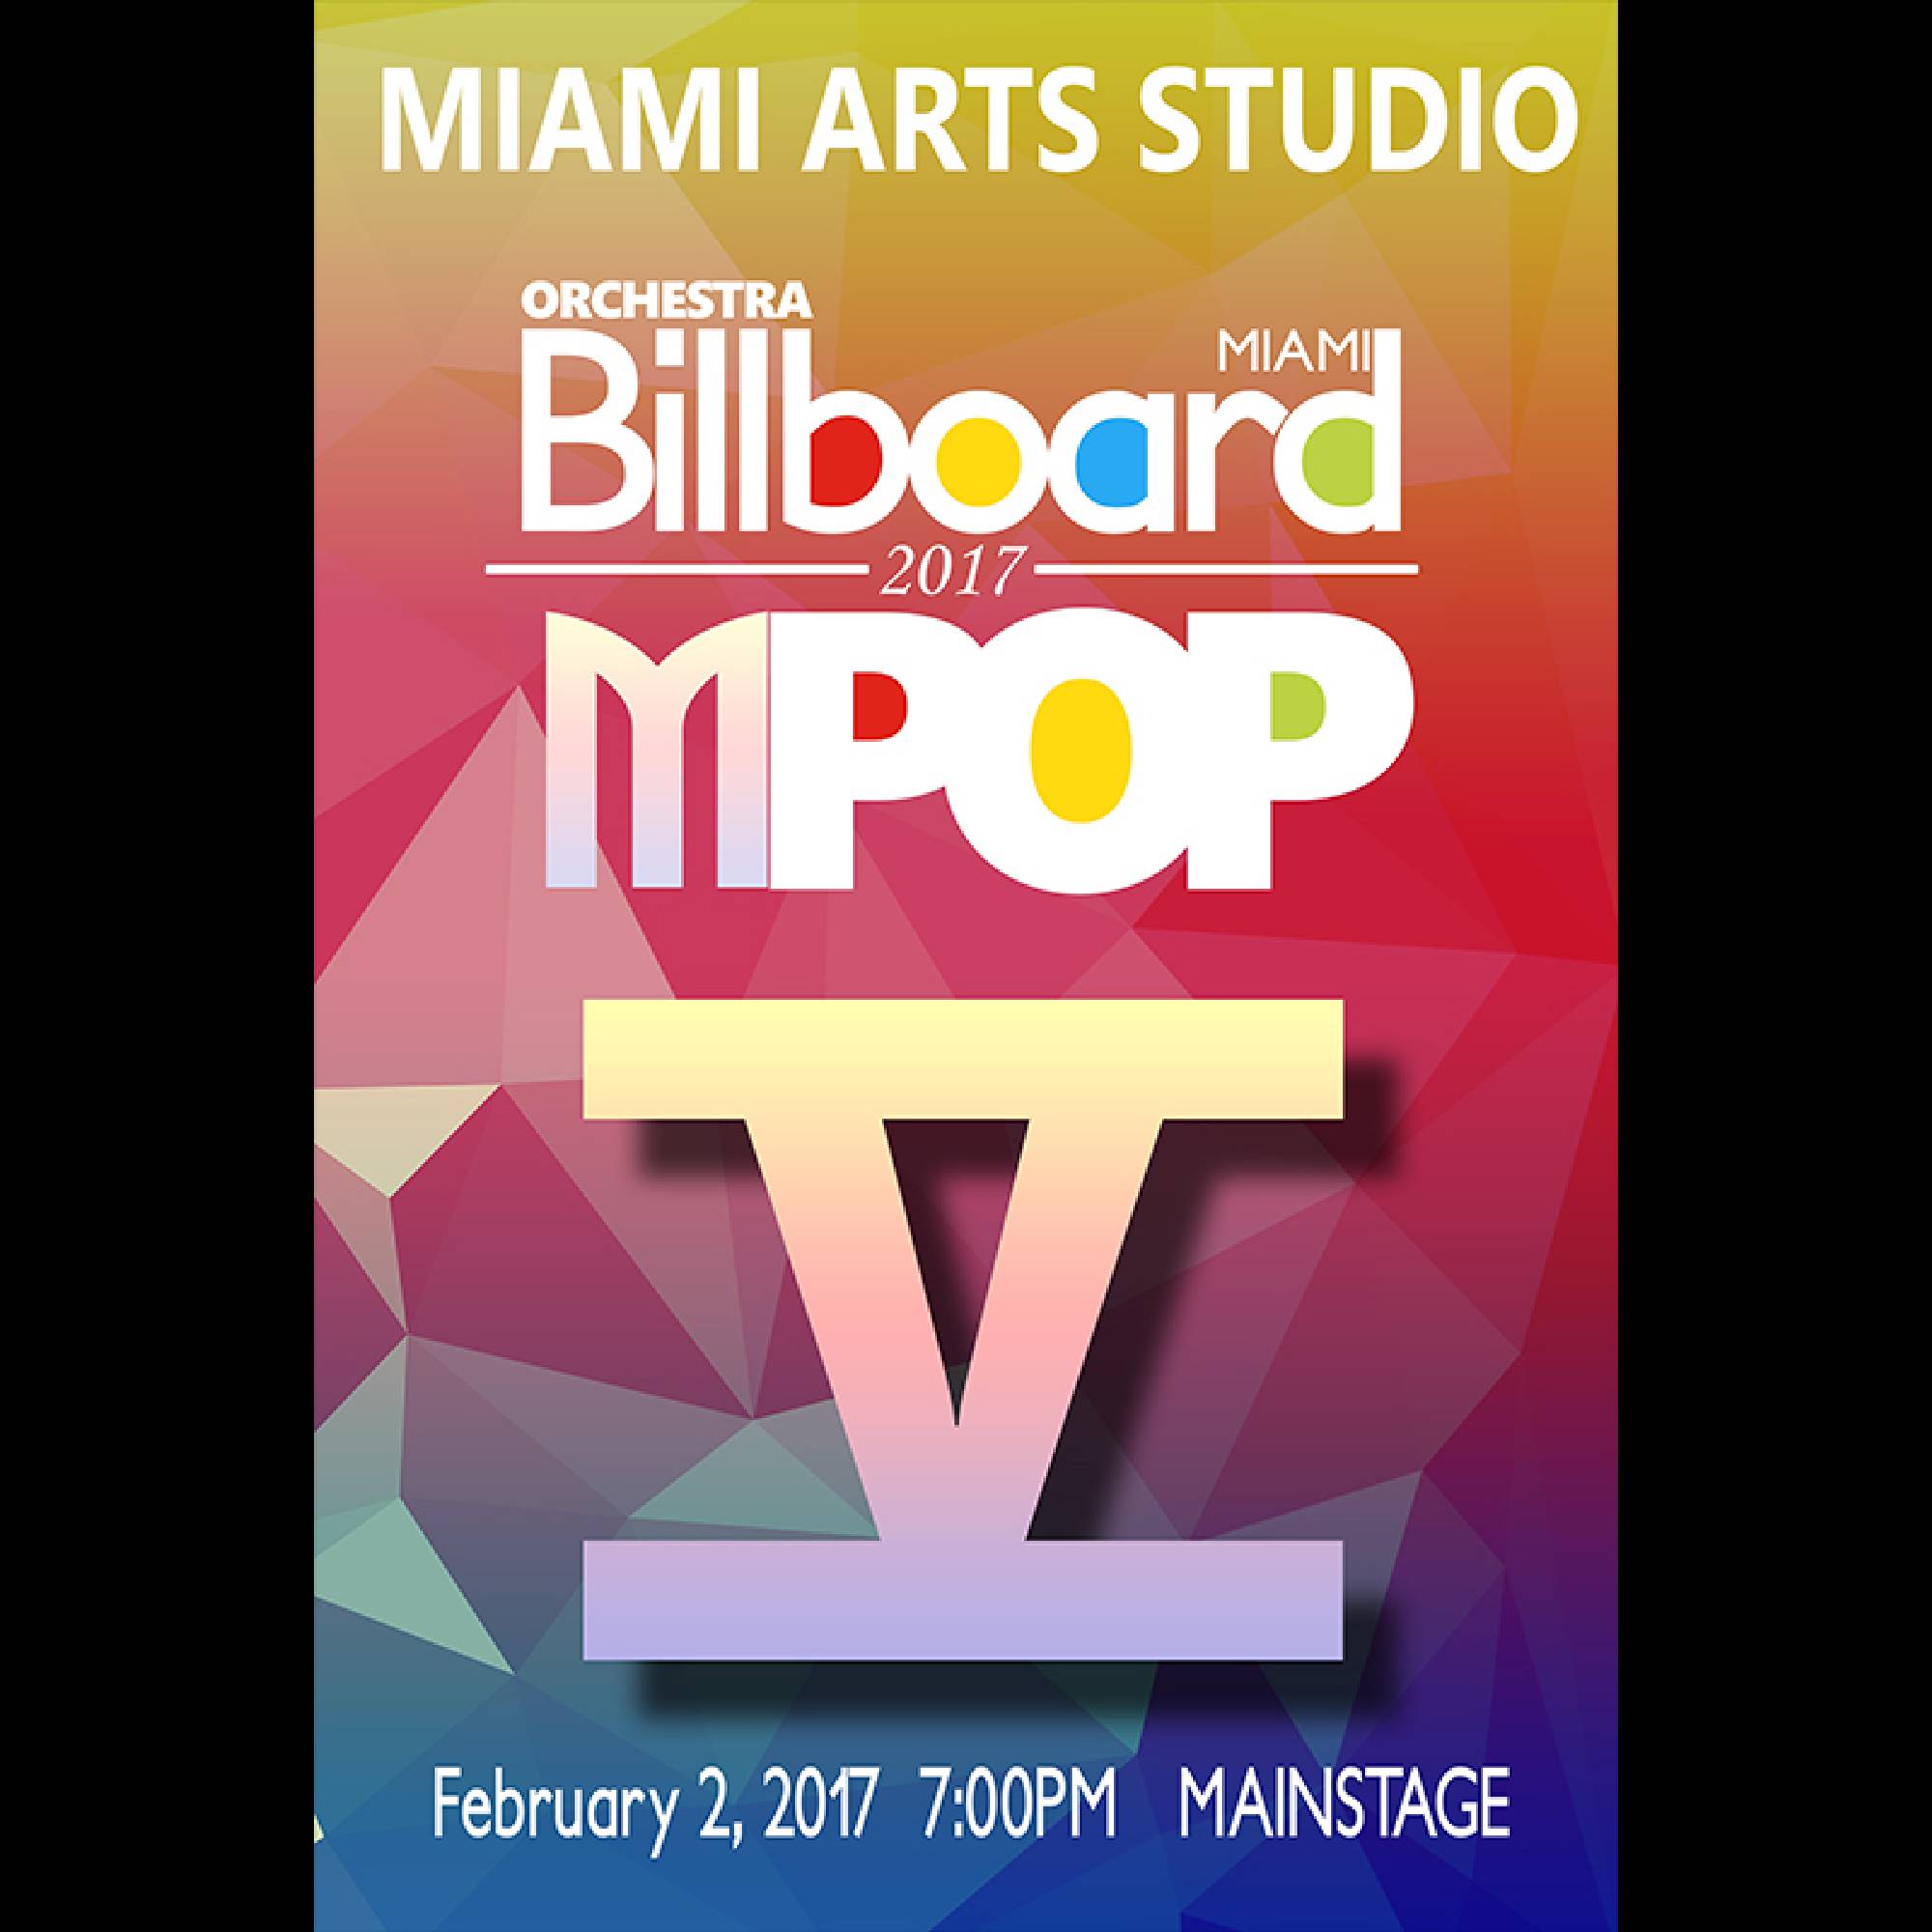 MIAMI ARTS STUDIO
ORCHESTRA
MIAMI
Billboard
2017
MPOP
V
February 2, 2017 7:00PM MAINSTAGE